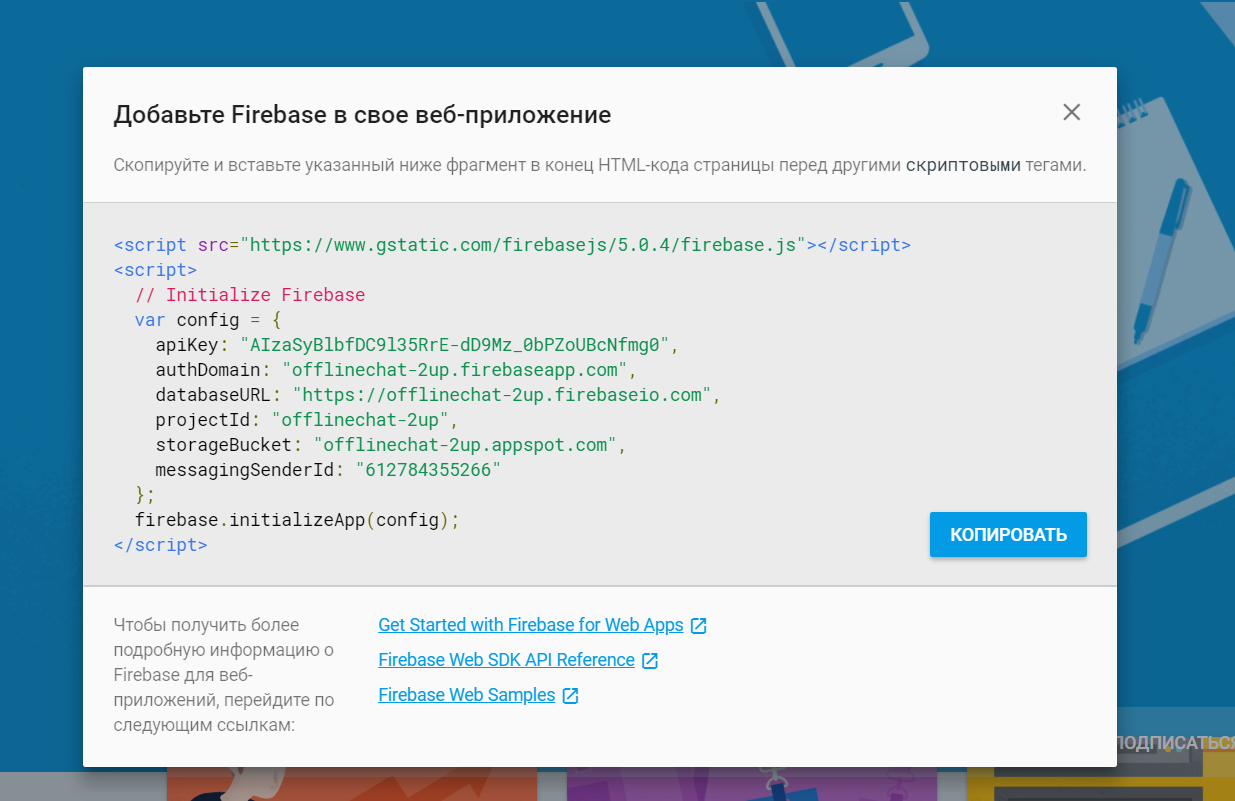 Добавьте Firebase в свое веб-приложение
Скопируйте и вставьте указанный ниже фрагмент в конец HTML-кода страницы перед другими скриптовыми тегами.
<script src="https://www.gstatic.com/firebasejs/5.0.4/firebase.js"></script>
<script>
  // Initialize Firebase
  var config = {
    apiKey: "AIzaSyBlbfDC9l35RrE-dD9Mz_0bPZoUBcNfmg0",
    authDomain: "offlinechat-2up.firebaseapp.com",
    databaseURL: "https://offlinechat-2up.firebaseio.com",
    projectId: "offlinechat-2up",
    storageBucket: "offlinechat-2up.appspot.com",
    messagingSenderId: "612784355266"
  };
  firebase.initializeApp(config);
</script>
КОПИРОВАТЬ
Чтобы получить более
подробную информацию о
Firebase для веб-
приложений, перейдите по
следующим ссылкам:
Get Started with Firebase for Web Apps
Firebase Web SDK API Reference
Firebase Web Samples
ПОДПИСАТЬСЯ